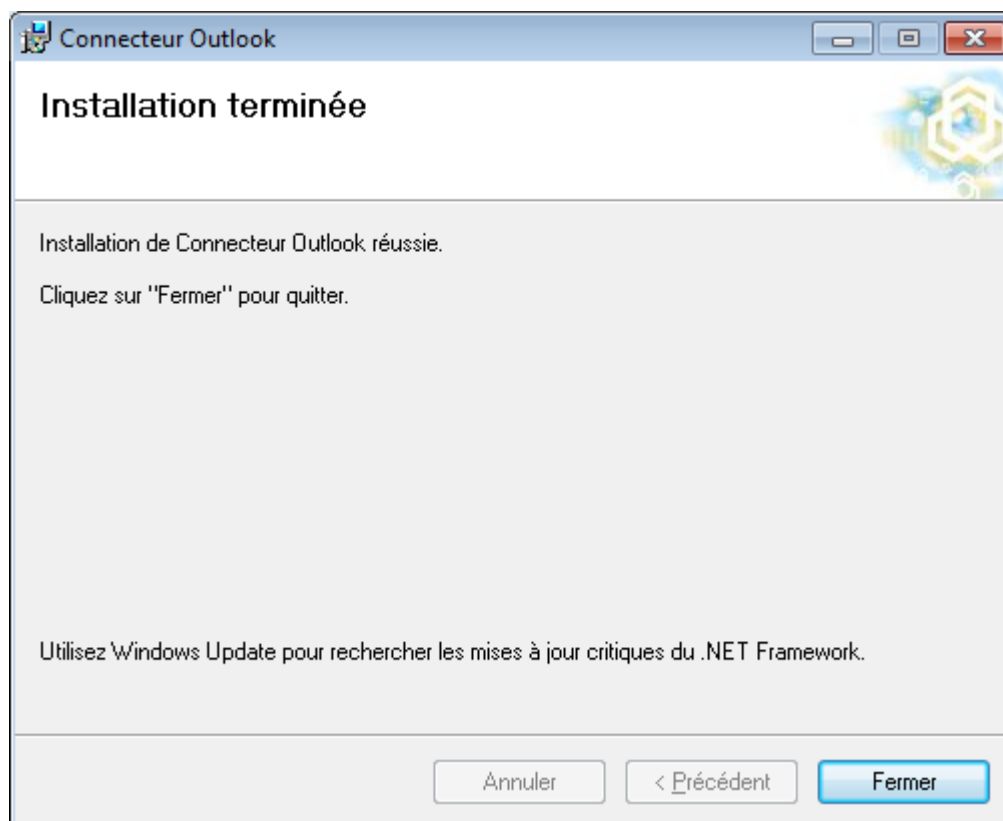 Connecteur Outlook
Installation terminée
Installation de Connecteur Outlook réussie.
Cliquez sur "Fermer" pour quitter.
Utilisez Windows Update pour rechercher les mises à jour critiques du .NET Framework.
Annuler
< Précédent
Fermer